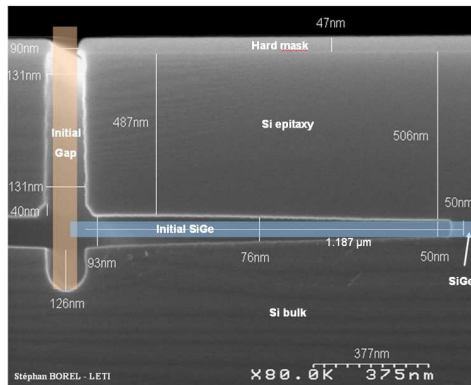 47nm
90nm
Hard mask
131nm
487nm
Si epitaxy
506nm
Initial
Gap
131nm
40nm
50nm
Initial SiGe
1.187 µm
93nm
76nm
50nm
SiGe
126nm
Si bulk
377nm
Stéphan BOREL - LETI
X80.0K 375nm